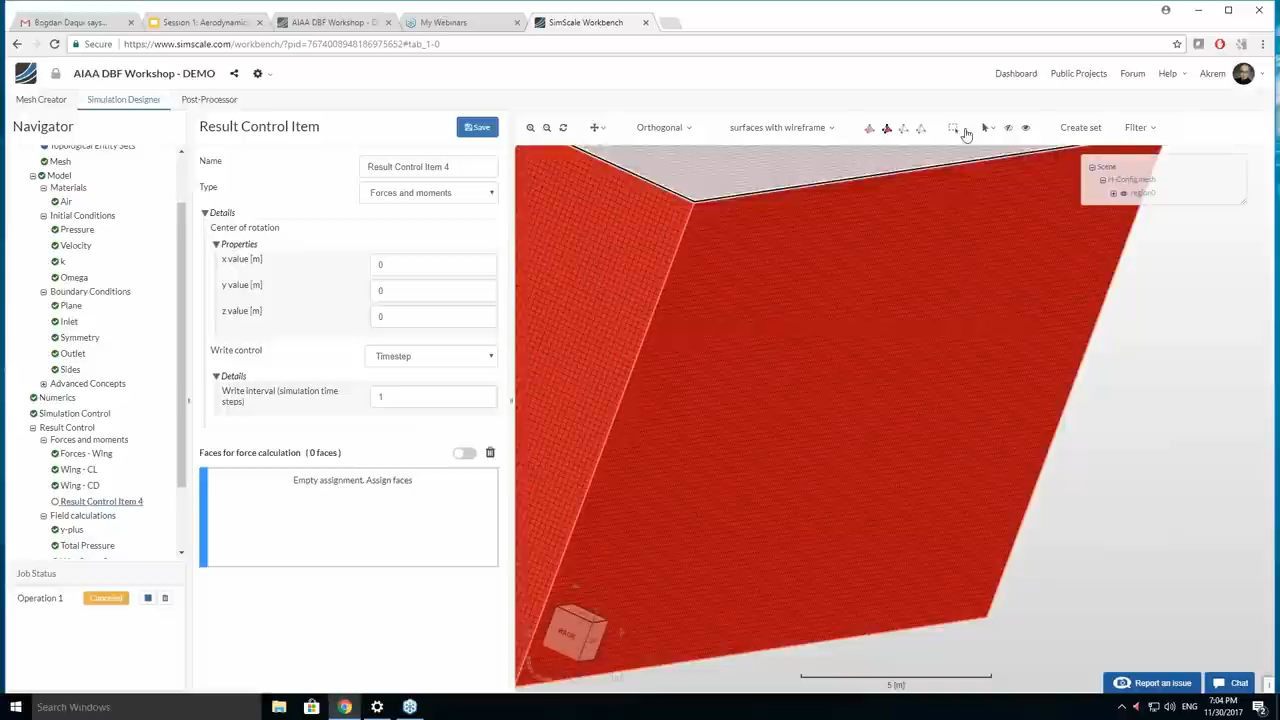 Bogdan Daqui says...
Session 1: Aerodynamic
AIAA DBF Workshop - D
My Webinars
SimScale Workbench
Secure
https://www.simscale.com/workbench/?pid=7674008948186975652#tab_1-0
AIAA DBF Workshop - DEMO
Dashboard
Public Projects
Forum
Help
Akrem
Mesh Creator
Simulation Designer
Post-Processor
Navigator
Topological Entity Sets
Mesh
Model
Materials
Air
Initial Conditions
Pressure
Velocity
k
Omega
Boundary Conditions
Plane
Inlet
Symmetry
Outlet
Sides
Advanced Concepts
Numerics
Simulation Control
Result Control
Forces and moments
Forces - Wing
Wing - CL
Wing - CD
Result Control Item 4
Field calculations
y-plus
Total Pressure
Job Status
Operation 1
Canceled
Result Control Item
Save
Name
Result Control Item 4
Type
Forces and moments
Details
Center of rotation
Properties
x value [m]
0
y value [m]
0
z value [m]
0
Write control
Timestep
Details
Write interval (simulation time
steps)
1
Faces for force calculation ( 0 faces )
Empty assignment. Assign faces
Orthogonal
surfaces with wireframe
Create set
Filter
Scene
H-Config.mesh
region0
5 [m]
Report an issue
Chat
Search Windows
ENG
7:04 PM
11/30/2017